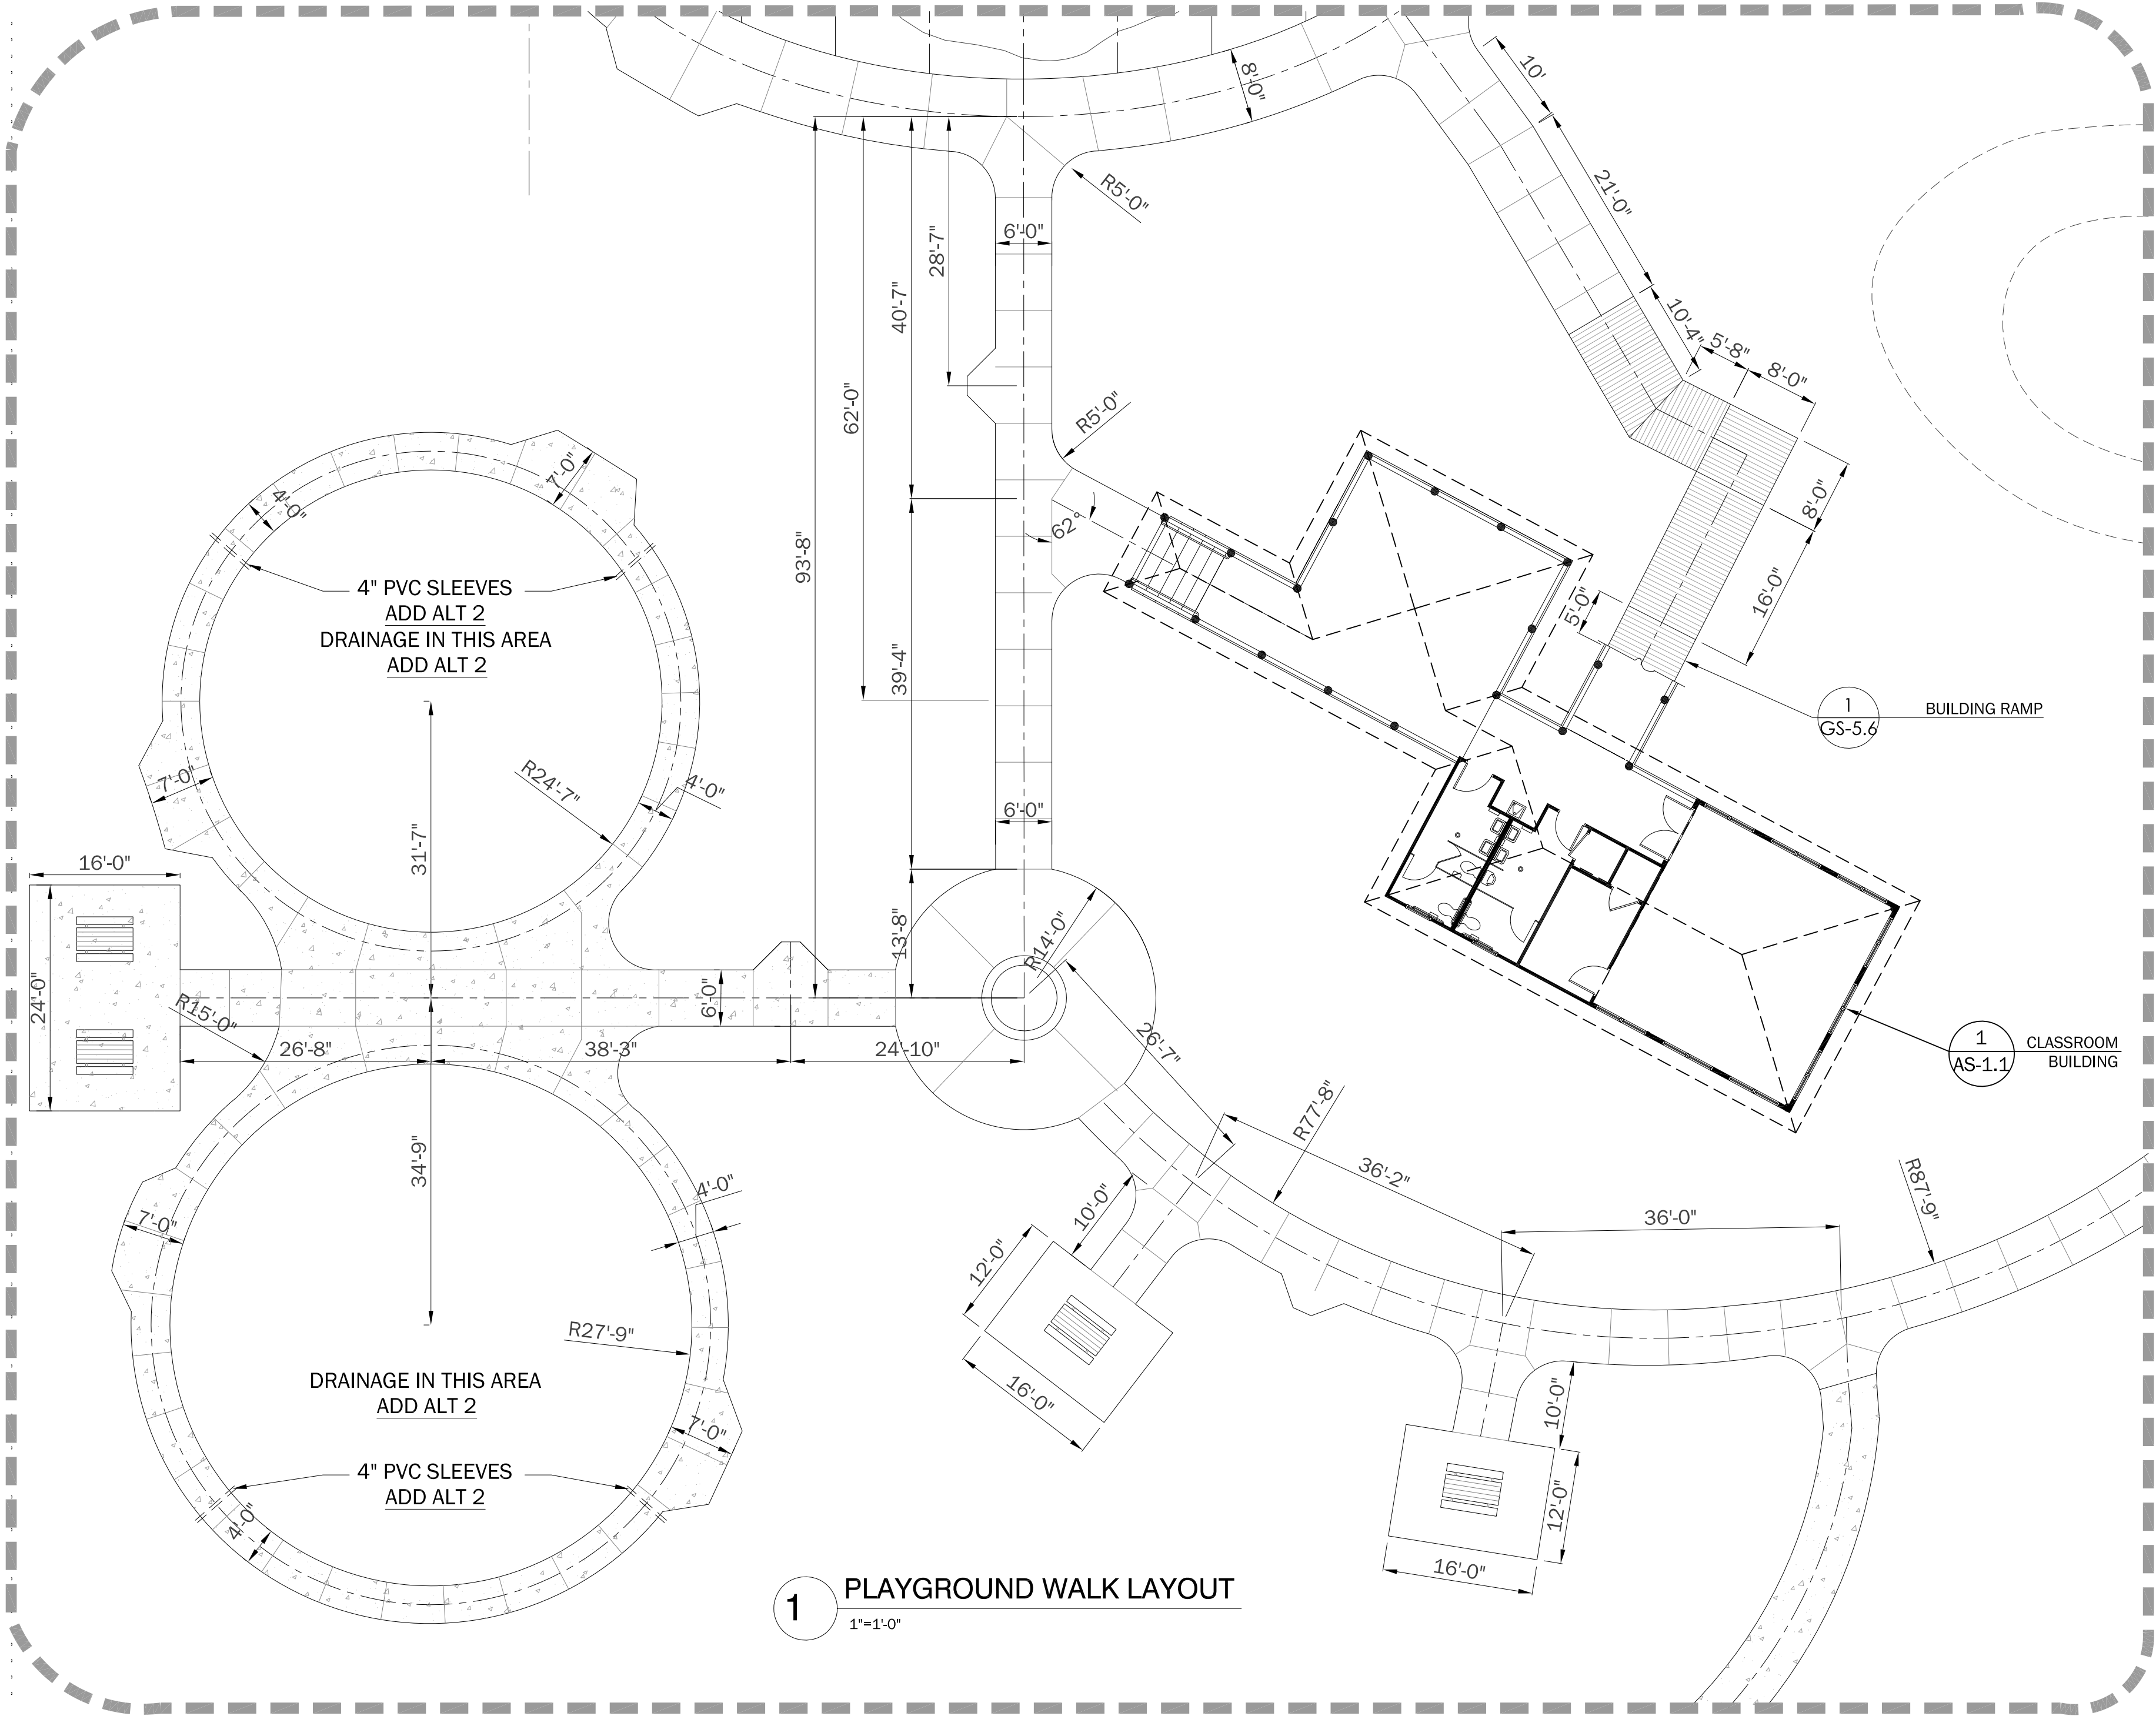 8'-0"
10'
21'-0"
R5'-0"
6'-0"
28'-7"
40'-7"
62'-0"
93'-8"
10'-4"
5'-8"
8'-0"
R5'-0"
62°
8'-0"
16'-0"
5'-0"
7'-0"
4'-0"
4" PVC SLEEVES
ADD ALT 2
DRAINAGE IN THIS AREA
ADD ALT 2
39'-4"
1
GS-5.6
BUILDING RAMP
7'-0"
R24'-7"
4'-0"
31'-7"
6'-0"
16'-0"
24'-0"
13'-8"
R14'-0"
R15'-0"
6'-0"
26'-8"
38'-3"
24'-10"
26'-7"
1
AS-1.1
CLASSROOM
BUILDING
34'-9"
4'-0"
7'-0"
R77'-8"
36'-2"
36'-0"
R87'-9"
10'-0"
12'-0"
16'-0"
R27'-9"
DRAINAGE IN THIS AREA
ADD ALT 2
7'-0"
4" PVC SLEEVES
ADD ALT 2
4'-0"
10'-0"
12'-0"
16'-0"
1
PLAYGROUND WALK LAYOUT
1"=1'-0"